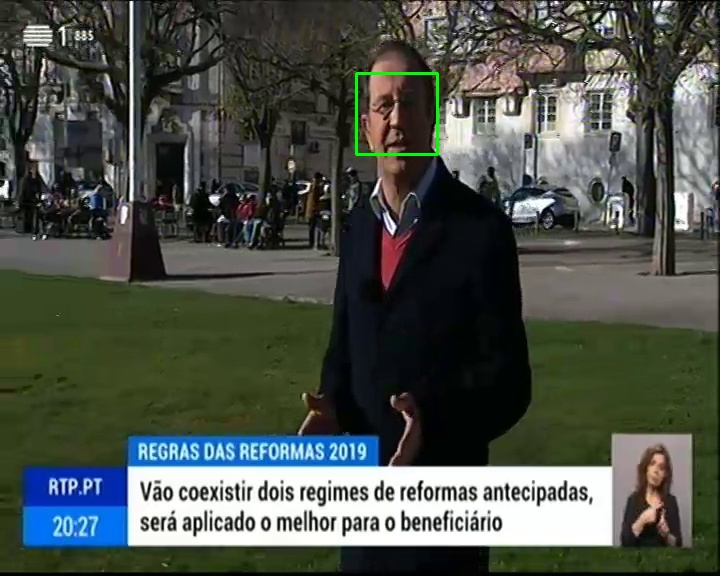 1 885
REGRAS DAS REFORMAS 2019
RTP.PT
Vão coexistir dois regimes de reformas antecipadas,
20:27
será aplicado o melhor para o beneficiário